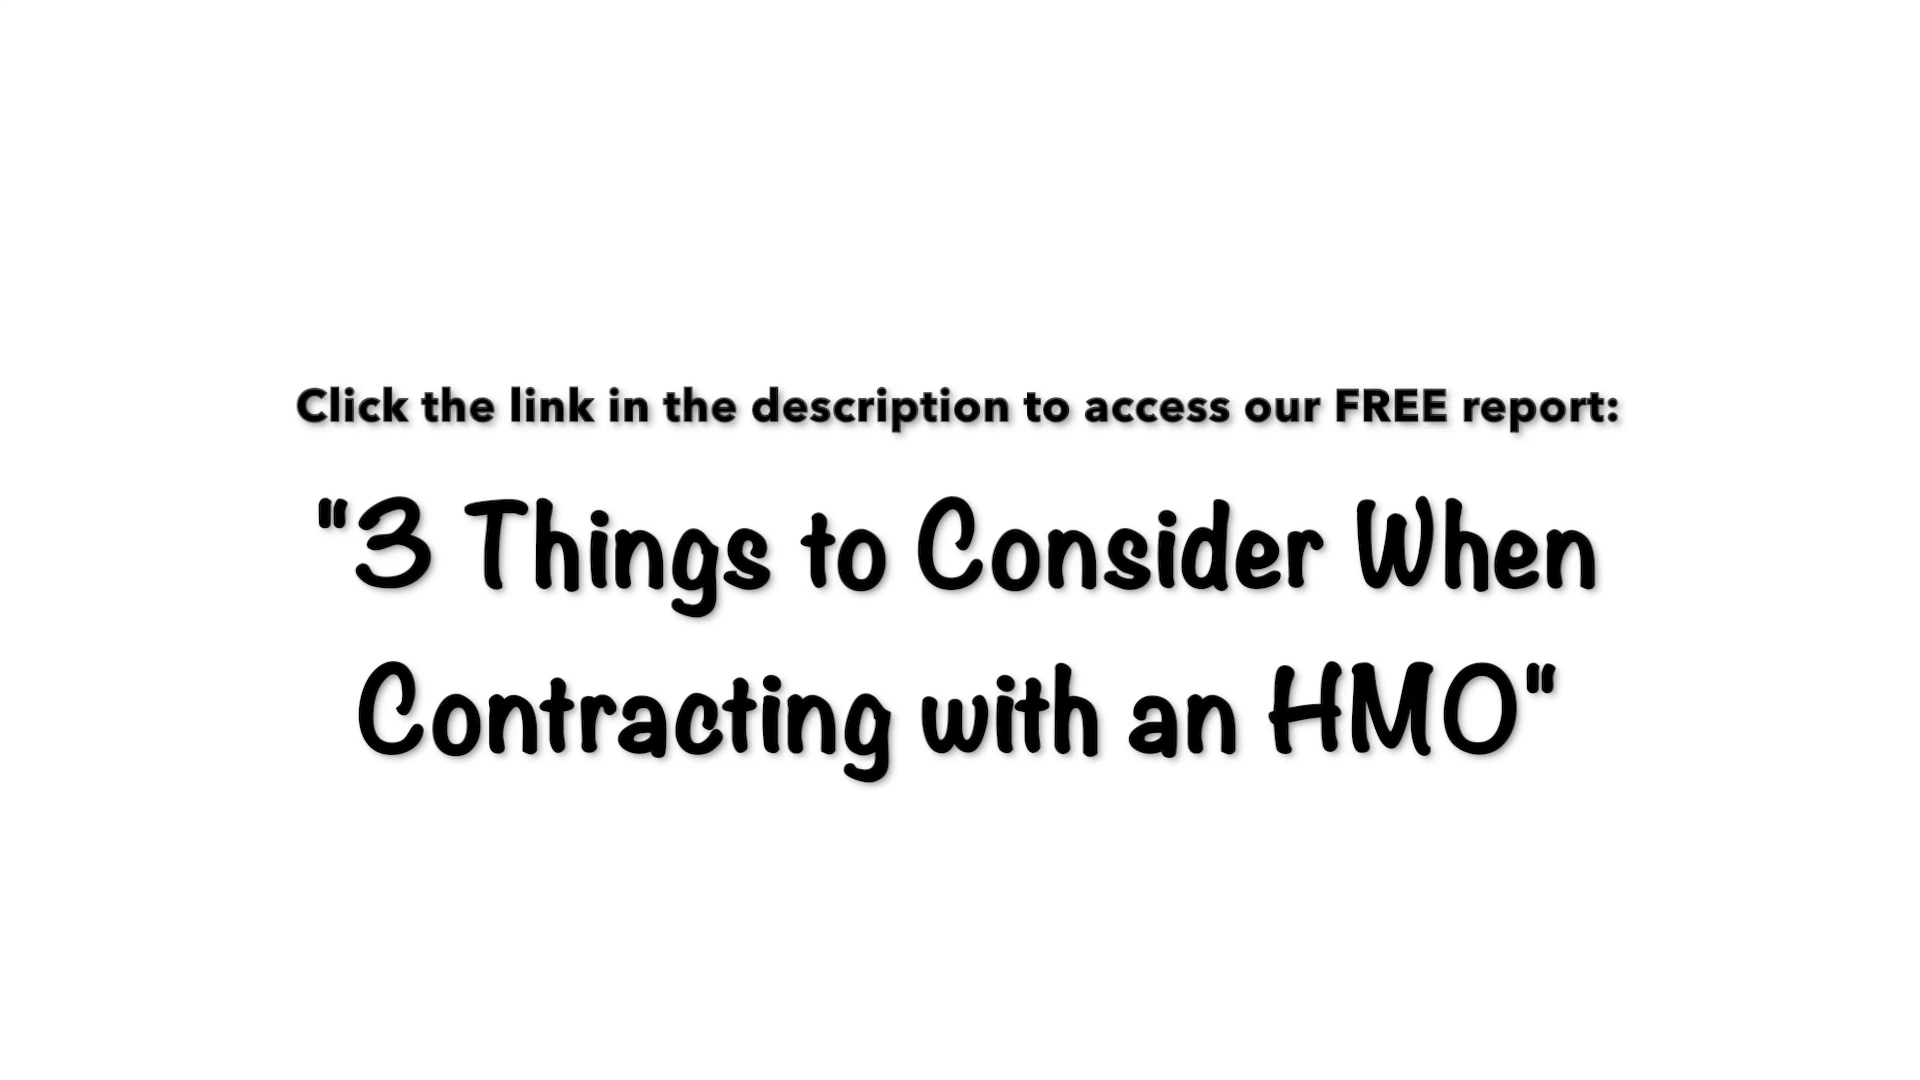 Click the link in the description to access our FREE report:
"3 Things to Consider When
Contracting with an HMO"